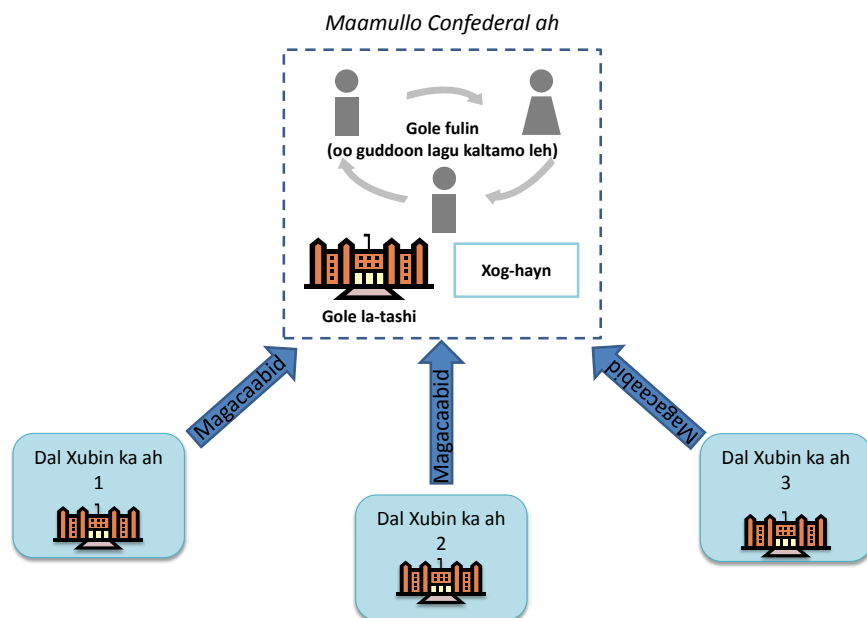 Maamullo Confederal ah
Gole fulin
(oo guddoon lagu kaltamo leh)
Xog-hayn
Gole la-tashi
Magacaabid
Magacaabid
Magacaabid
Dal Xubin ka ah
1
Dal Xubin ka ah
2
Dal Xubin ka ah
3